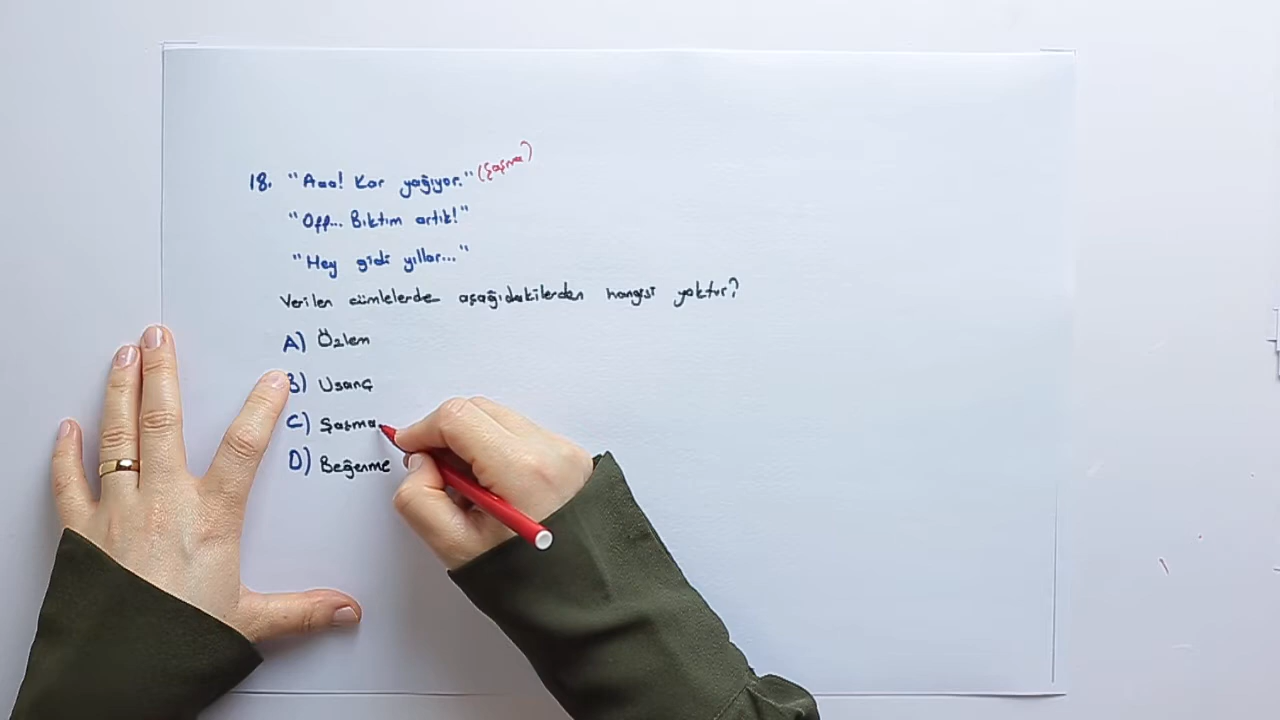 18. "Aaa! Kar yağıyor." (Şaşma)
"Off... Bıktım artık!"
"Hey gidi yıllar..."
Verilen cümlelerde aşağıdakilerden hangisi yoktur?
A) Özlem
B) Usanç
C) Şaşma
D) Beğenme